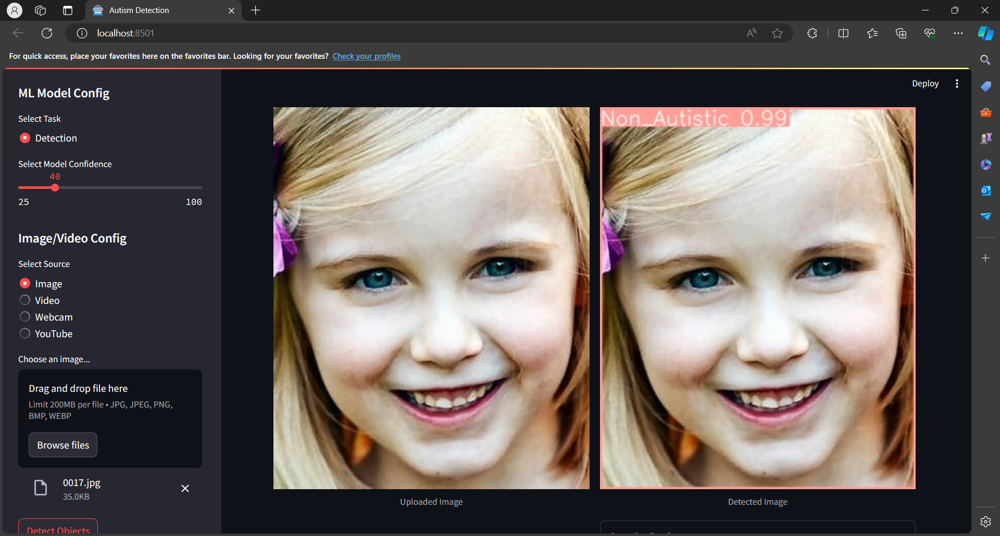 Autism Detection
localhost:8501
For quick access, place your favorites here on the favorites bar. Looking for your favorites? Check your profiles
Deploy
ML Model Config
Select Task
Detection
Select Model Confidence
40
25 100
Image/Video Config
Select Source
Image
Video
Webcam
YouTube
Choose an image...
Drag and drop file here
Limit 200MB per file • JPG, JPEG, PNG,
BMP, WEBP
Browse files
0017.jpg
35.0KB
Detect Objects
Non_Autistic 0.99
Uploaded Image
Detected Image